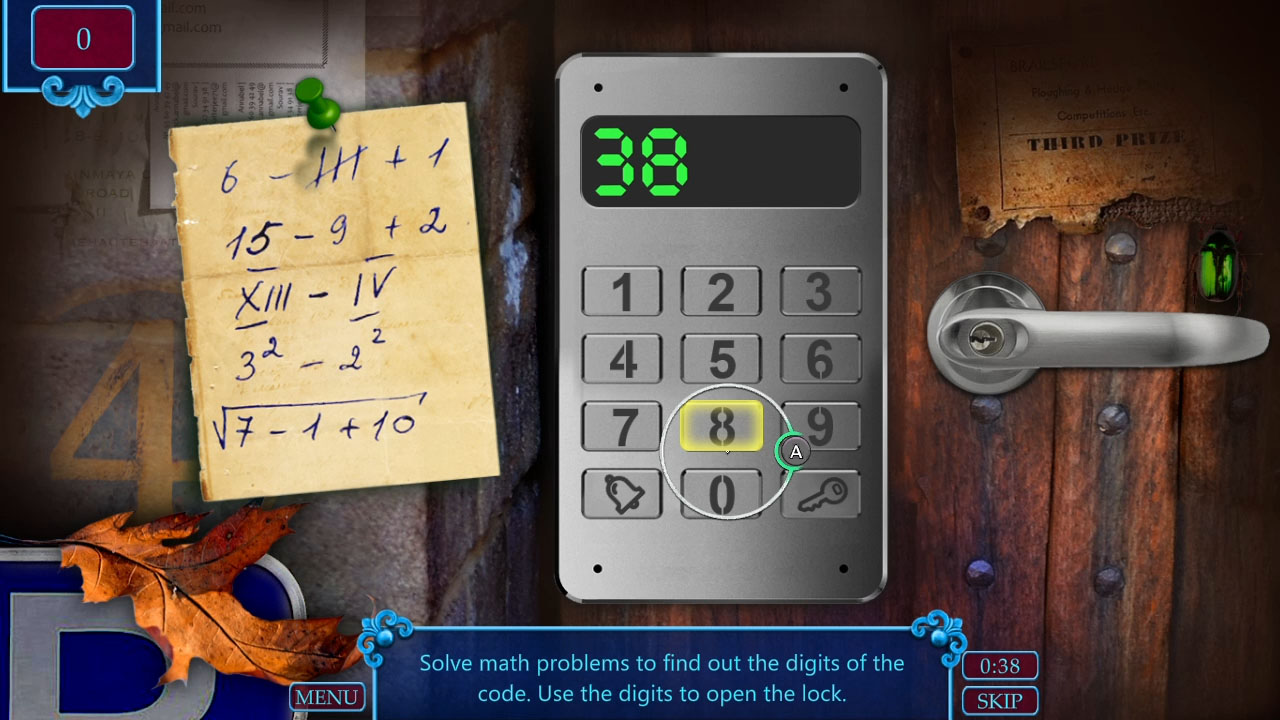 0
6 - III + 1
15 - 9 + 2
XIII - IV
3² - 2²
√7 - 1 + 10
38
1 2 3
4 5 6
7 8 9
0
A
Ploughing & Hedge
Competitions Etc.
THIRD PRIZE
4
Solve math problems to find out the digits of the
code. Use the digits to open the lock.
MENU
0:38
SKIP